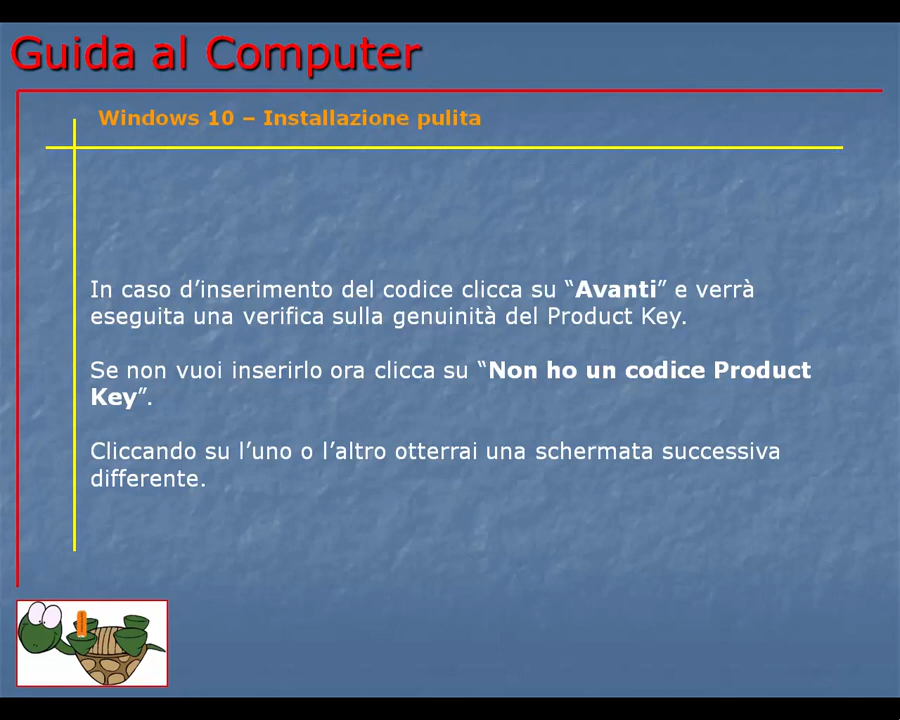 Guida al Computer
Windows 10 – Installazione pulita
In caso d’inserimento del codice clicca su “Avanti” e verrà
eseguita una verifica sulla genuinità del Product Key.
Se non vuoi inserirlo ora clicca su “Non ho un codice Product
Key”.
Cliccando su l’uno o l’altro otterrai una schermata successiva
differente.